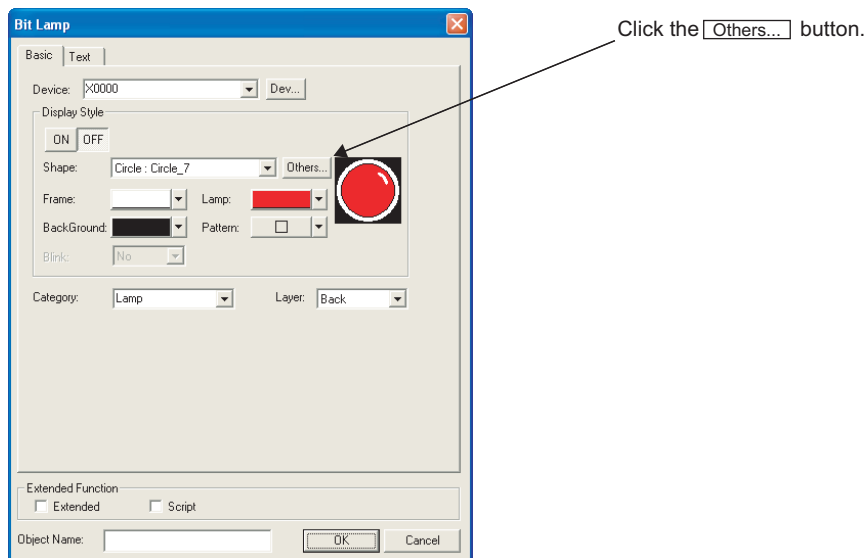 Bit Lamp
Click the Others... button.
Basic Text
Device: X0000 Dev...
Display Style
ON OFF
Shape: Circle : Circle_7 Others...
Frame: Lamp:
BackGround: Pattern:
Blink: No
Category: Lamp Layer: Back
Extended Function
Extended Script
Object Name: OK Cancel